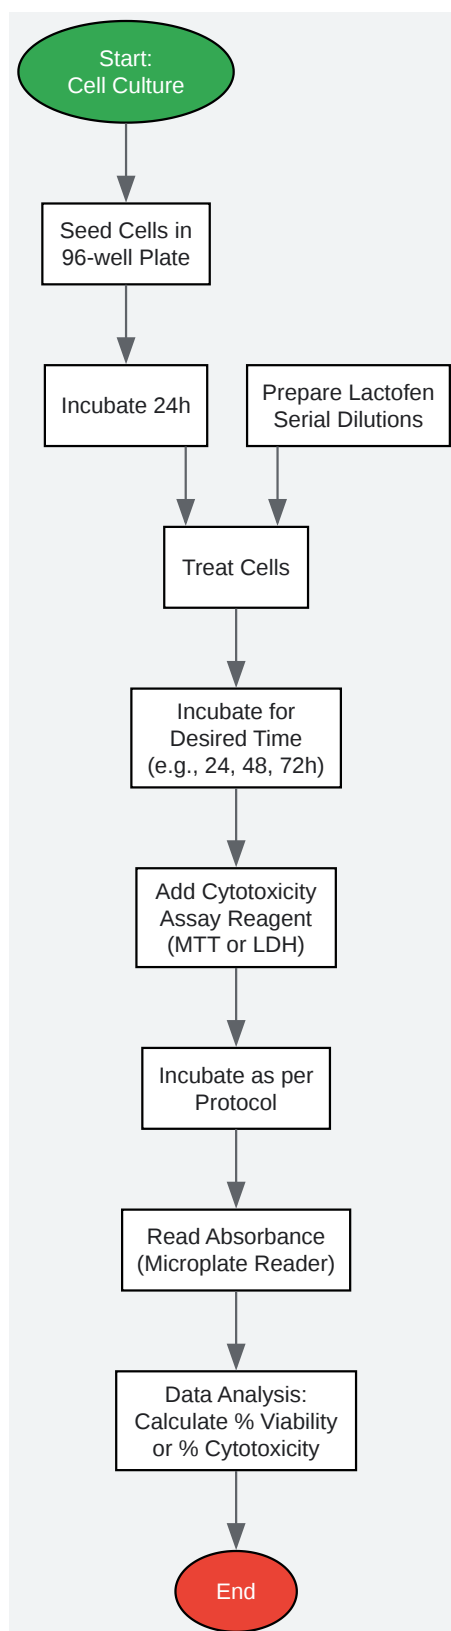 Start:
Cell Culture
Seed Cells in
96-well Plate
Incubate 24h
Prepare Lactofen
Serial Dilutions
Treat Cells
Incubate for
Desired Time
(e.g., 24, 48, 72h)
Add Cytotoxicity
Assay Reagent
(MTT or LDH)
Incubate as per
Protocol
Read Absorbance
(Microplate Reader)
Data Analysis:
Calculate % Viability
or % Cytotoxicity
End